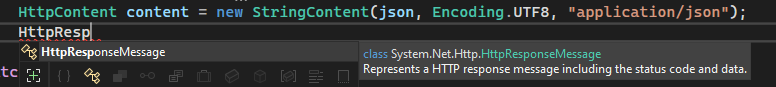 HttpContent content = new StringContent(json, Encoding.UTF8, "application/json");
HttpResp
HttpResponseMessage
class System.Net.Http.HttpResponseMessage
Represents a HTTP response message including the status code and data.
tc